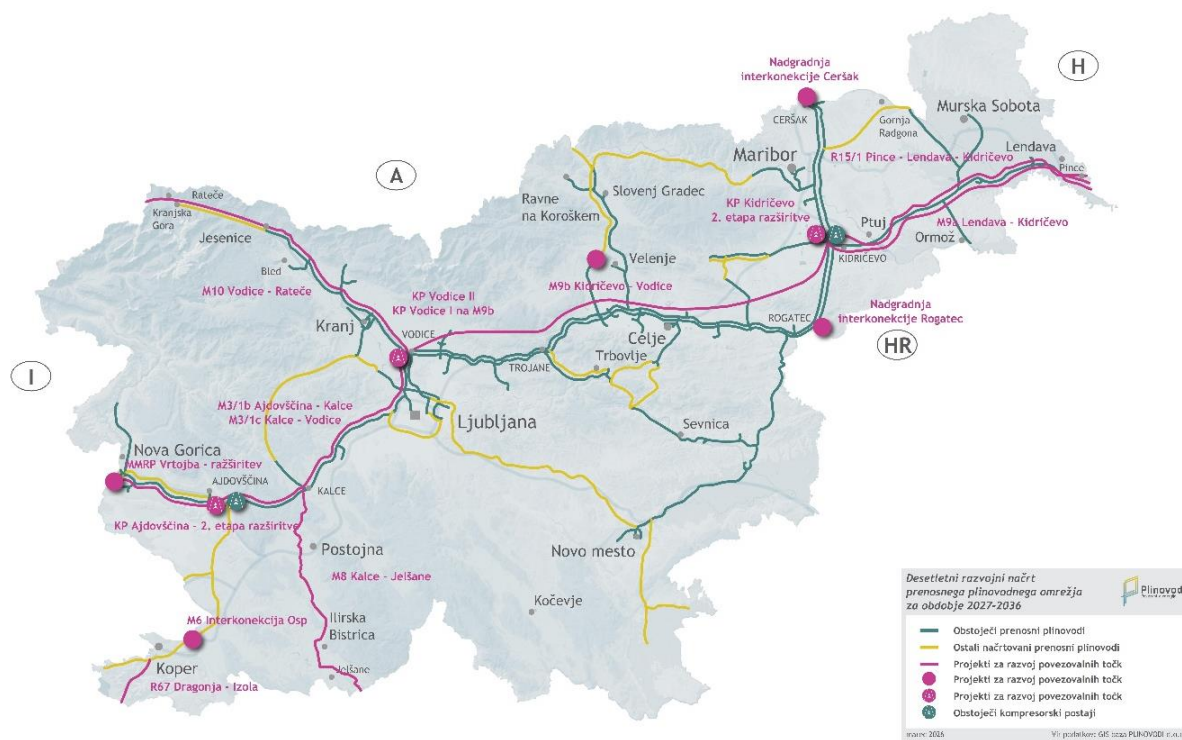 Nadgradnja
interkonekcije Ceršak
H
CERŠAK
Gornja
Radgona
Murska Sobota
Maribor
R15/1 Pince - Lendava - Kidričevo
Lendava
Pince
A
Rateče
Kranjska
Gora
Jesenice
Ravne
na Koroškem
Slovenj Gradec
KP Kidričevo
2. etapa razširitve
Ptuj
M9a Lendava - Kidričevo
Ormož
KIDRIČEVO
Bled
Velenje
M10 Vodice - Rateče
M9b Kidričevo - Vodice
KP Vodice II
KP Vodice I na M9b
Nadgradnja
interkonekcije Rogatec
Kranj
VODICE
ROGATEC
Celje
HR
TROJANE
Trbovlje
I
M3/1b Ajdovščina - Kalce
M3/1c Kalce - Vodice
Ljubljana
Sevnica
Nova Gorica
MMRP Vrtojba - razširitev
AJDOVŠČINA
KALCE
KP Ajdovščina - 2. etapa razširitve
Postojna
Novo mesto
M8 Kalce - Jelšane
Kočevje
M6 Interkonekcija Osp
Ilirska
Bistrica
Koper
Jelšane
R67 Dragonja - Izola
Desetletni razvojni načrt
prenosnega plinovodnega omrežja
za obdobje 2027-2036
Plinovodi
Obstoječi prenosni plinovodi
Ostali načrtovani prenosni plinovodi
Projekti za razvoj povezovalnih točk
Projekti za razvoj povezovalnih točk
Projekti za razvoj povezovalnih točk
Obstoječi kompresorski postaji
marec 2026
Vir podatkov: GIS baza PLINOVODI d.o.o.